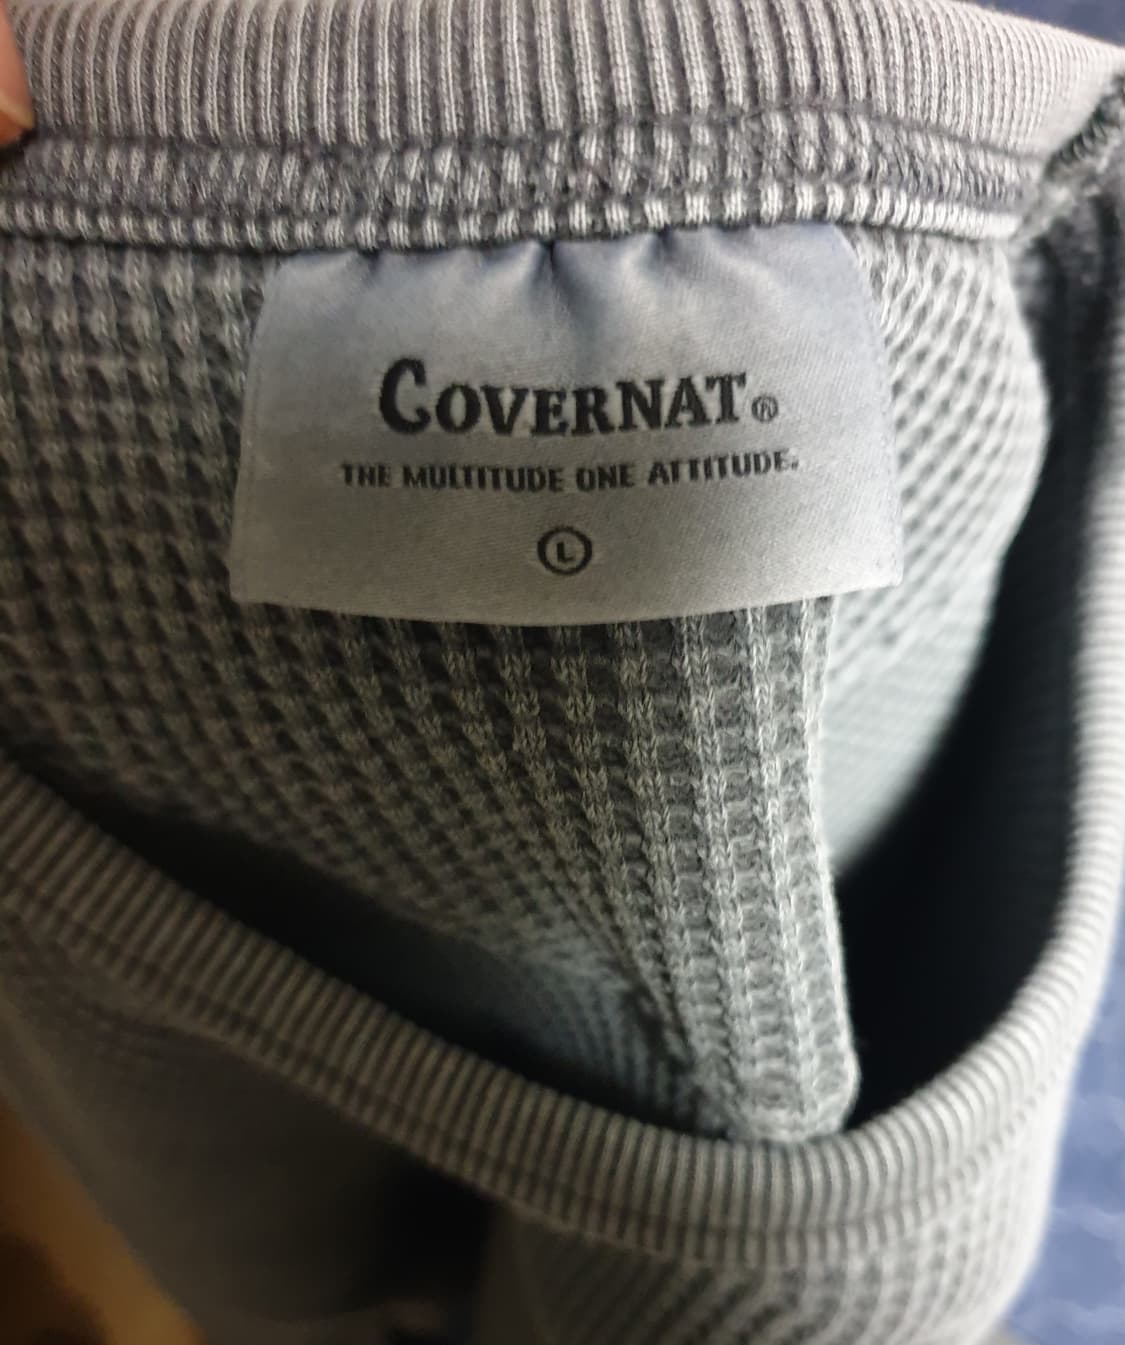 COVERNAT®
THE MULTITUDE ONE ATTITUDE.
L